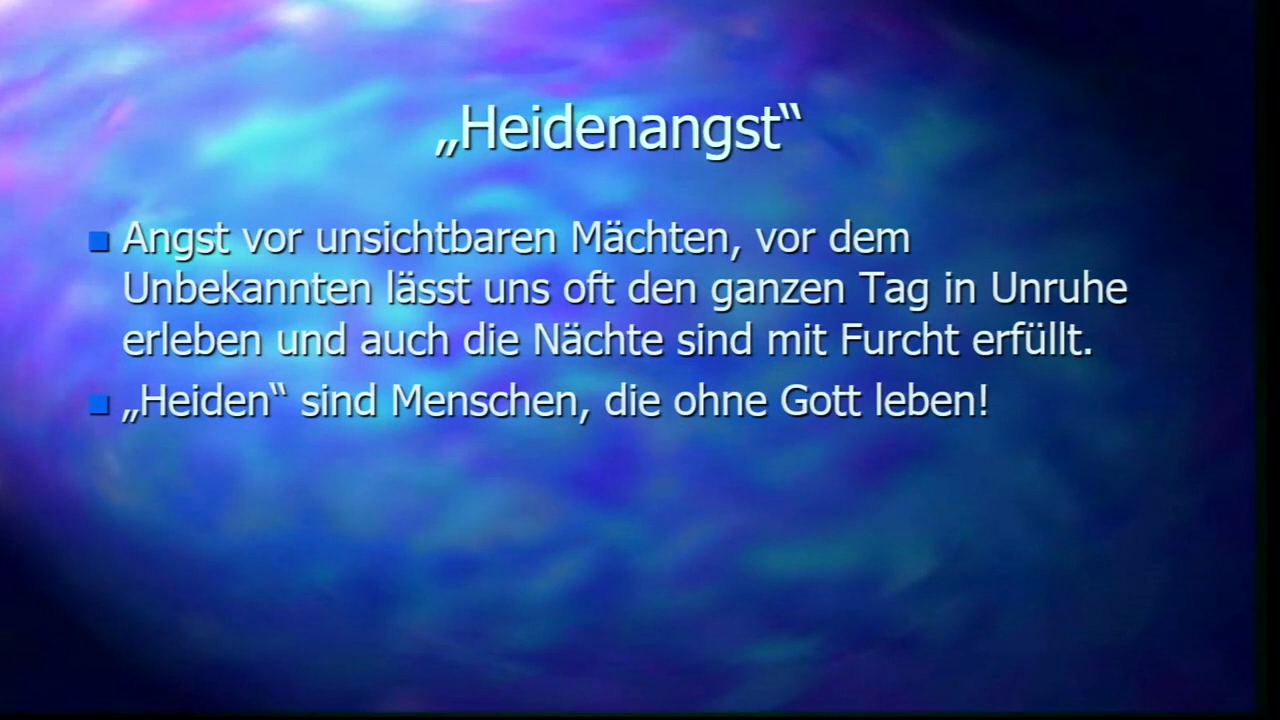 „Heidenangst“
Angst vor unsichtbaren Mächten, vor dem
Unbekannten lässt uns oft den ganzen Tag in Unruhe
erleben und auch die Nächte sind mit Furcht erfüllt.
„Heiden“ sind Menschen, die ohne Gott leben!